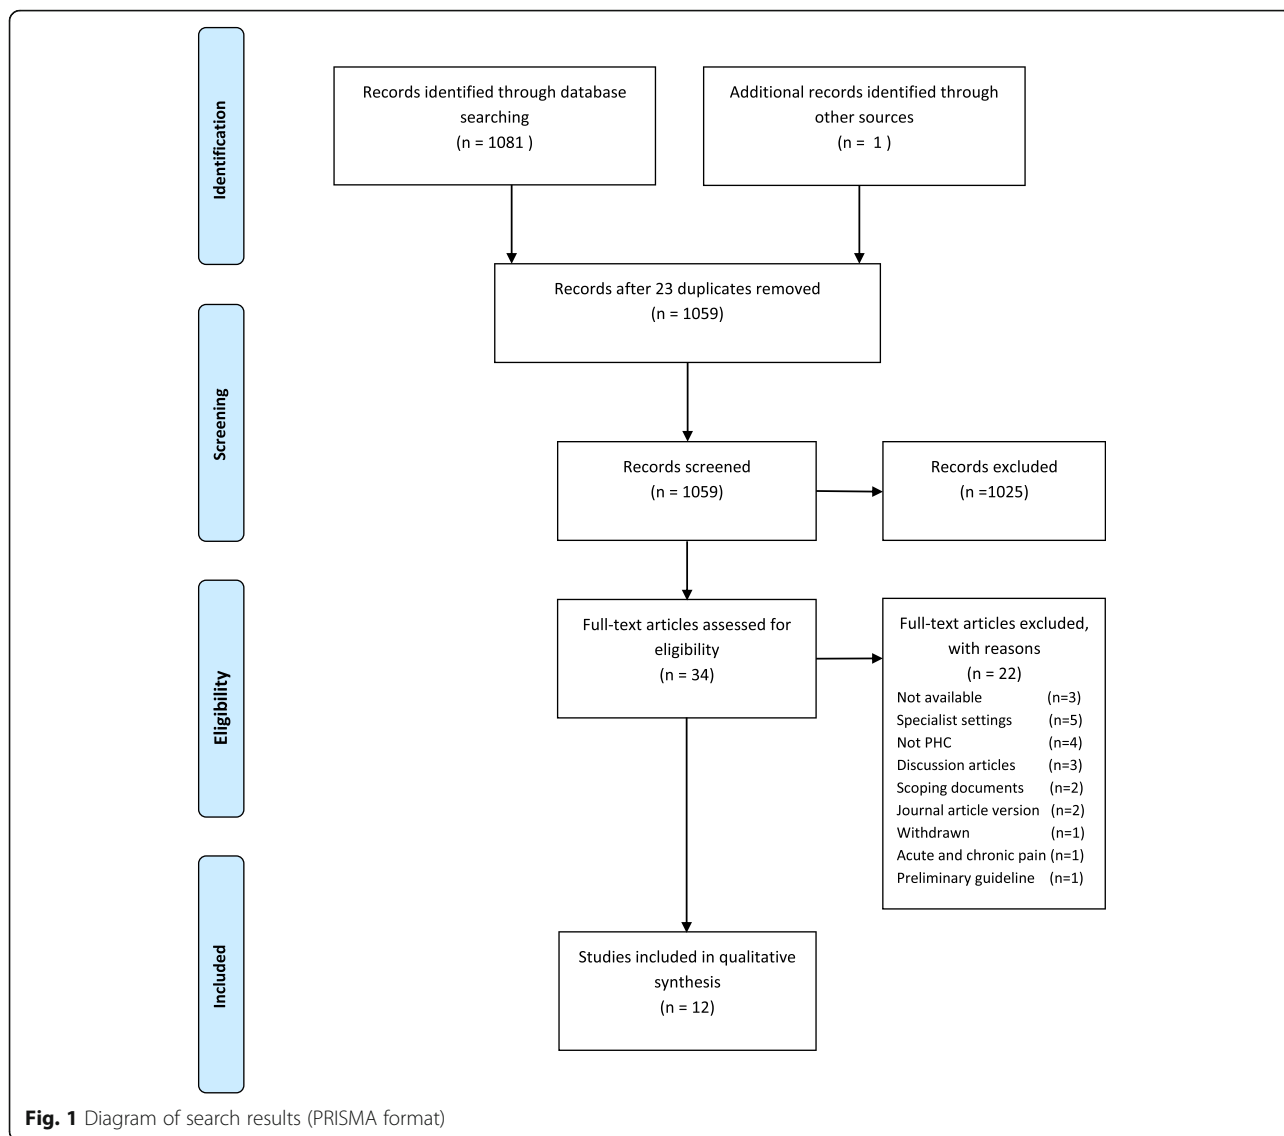 Identification
Records identified through database
searching
(n = 1081 )
Additional records identified through
other sources
(n = 1 )
Records after 23 duplicates removed
(n = 1059)
Screening
Records screened
(n = 1059)
Records excluded
(n =1025)
Eligibility
Full-text articles assessed for
eligibility
(n = 34)
Full-text articles excluded,
with reasons
(n = 22)
Not available (n=3)
Specialist settings (n=5)
Not PHC (n=4)
Discussion articles (n=3)
Scoping documents (n=2)
Journal article version (n=2)
Withdrawn (n=1)
Acute and chronic pain (n=1)
Preliminary guideline (n=1)
Included
Studies included in qualitative
synthesis
(n = 12)
Fig. 1 Diagram of search results (PRISMA format)